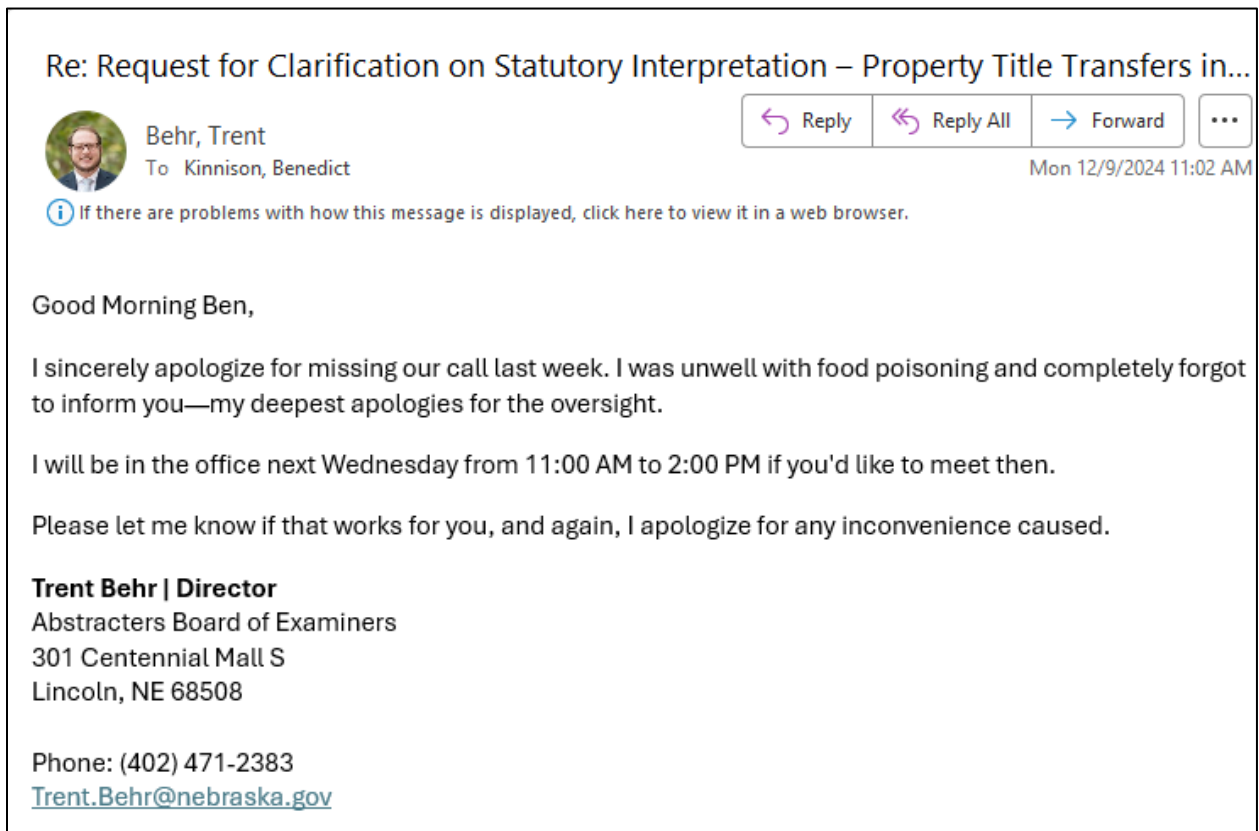 Re: Request for Clarification on Statutory Interpretation – Property Title Transfers in...
Behr, Trent
To Kinnison, Benedict
Reply
Reply All
Forward
Mon 12/9/2024 11:02 AM
If there are problems with how this message is displayed, click here to view it in a web browser.
Good Morning Ben,
I sincerely apologize for missing our call last week. I was unwell with food poisoning and completely forgot
to inform you—my deepest apologies for the oversight.
I will be in the office next Wednesday from 11:00 AM to 2:00 PM if you'd like to meet then.
Please let me know if that works for you, and again, I apologize for any inconvenience caused.
Trent Behr | Director
Abstracters Board of Examiners
301 Centennial Mall S
Lincoln, NE 68508
Phone: (402) 471-2383
Trent.Behr@nebraska.gov